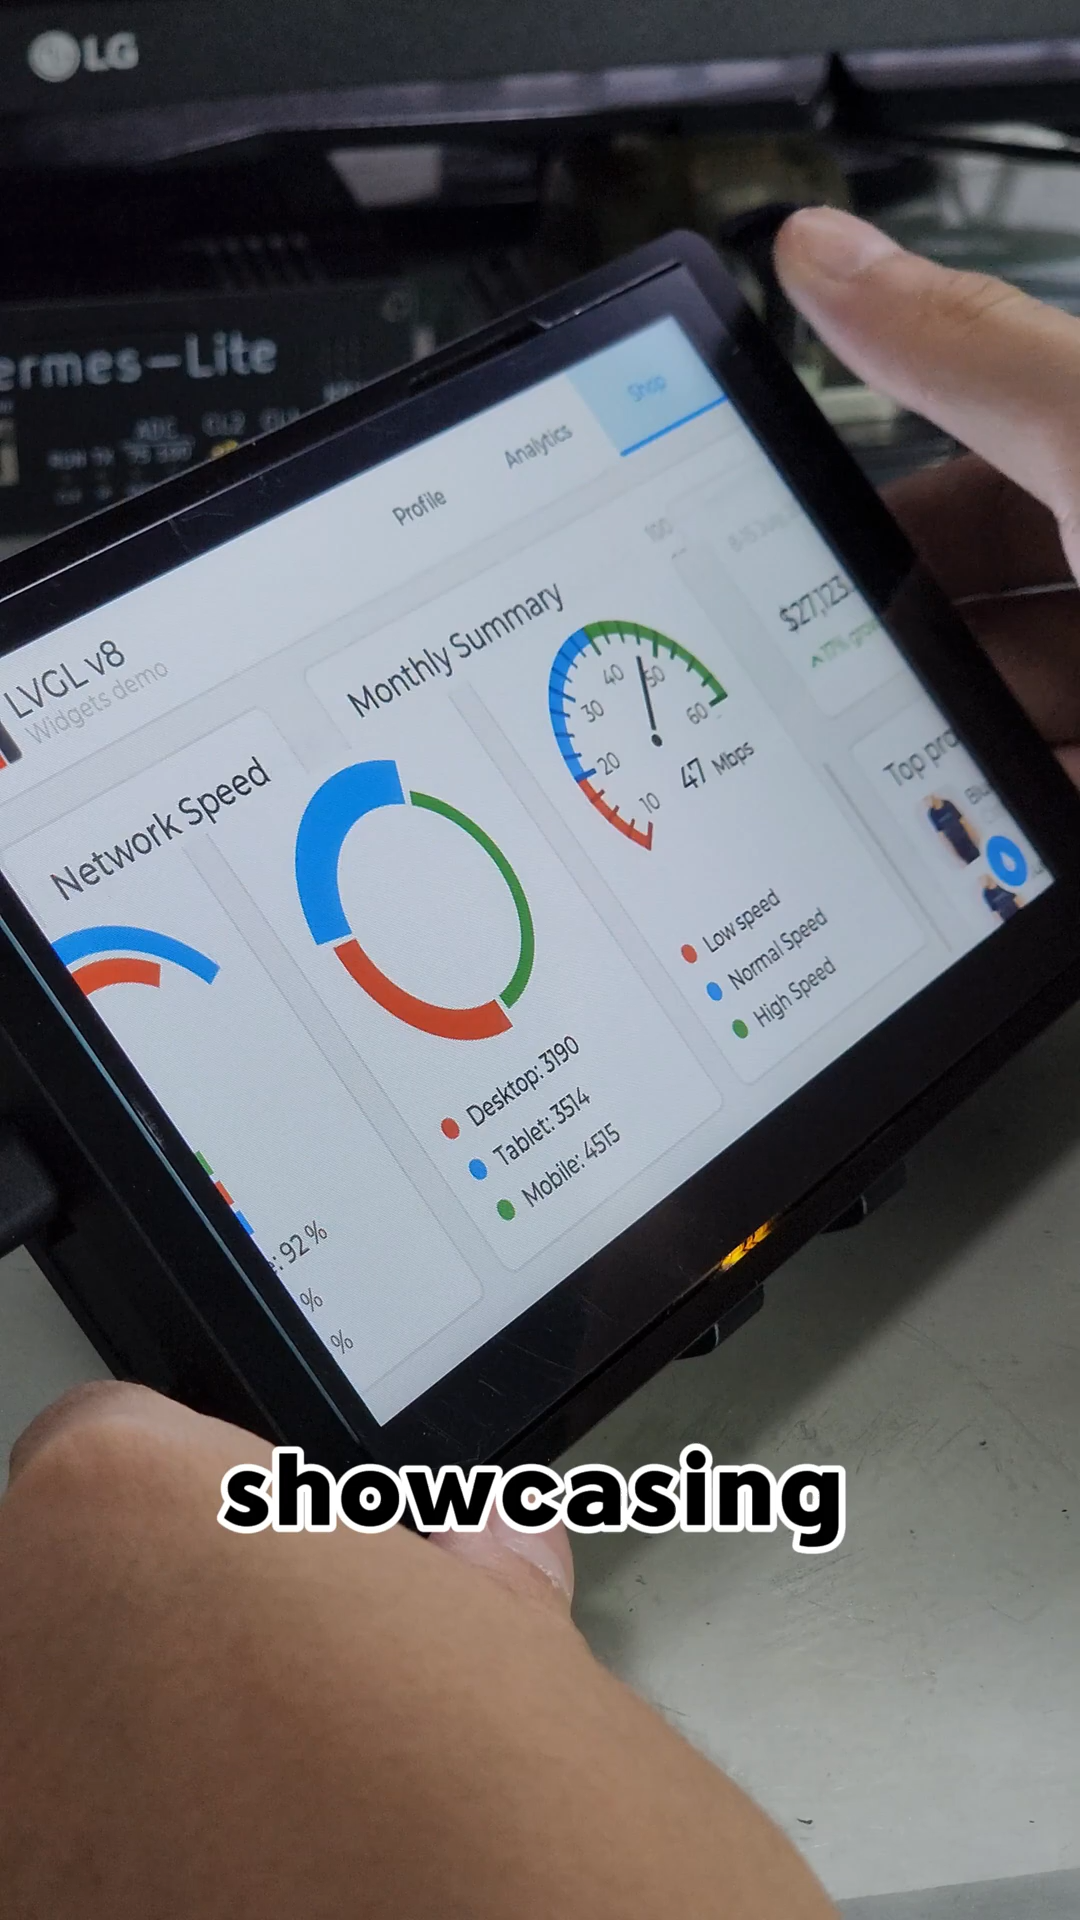 LG
ermes-Lite
ADC
Shop
Analytics
Profile
LVGL v8
Widgets demo
100
Monthly Summary
$27,123.
Network Speed
10
20
30
40
50
60
47 Mbps
Top pro
Low speed
Normal Speed
High Speed
Desktop: 3190
Tablet: 3514
Mobile: 4515
: 92%
%
%
showcasing